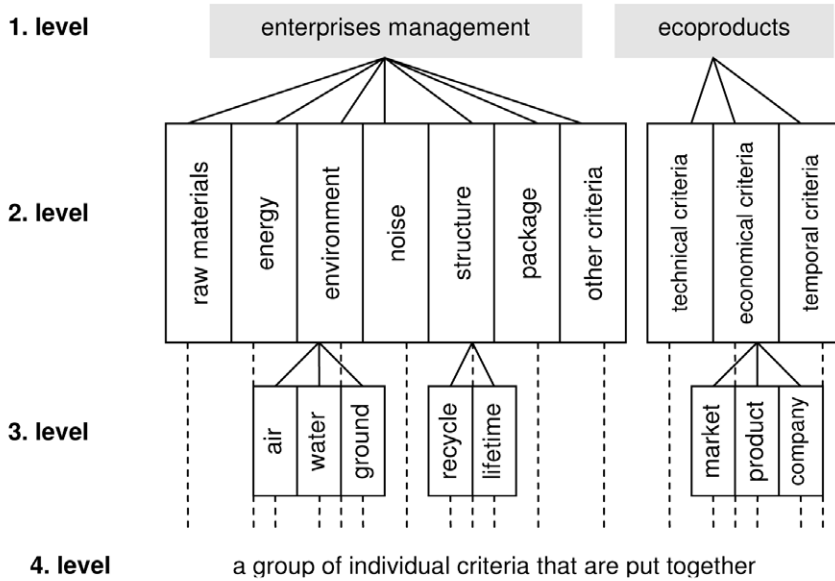 1. level
enterprises management
ecoproducts
2. level
raw materials
energy
environment
noise
structure
package
other criteria
technical criteria
economical criteria
temporal criteria
3. level
air
water
ground
recycle
lifetime
market
product
company
4. level
a group of individual criteria that are put together